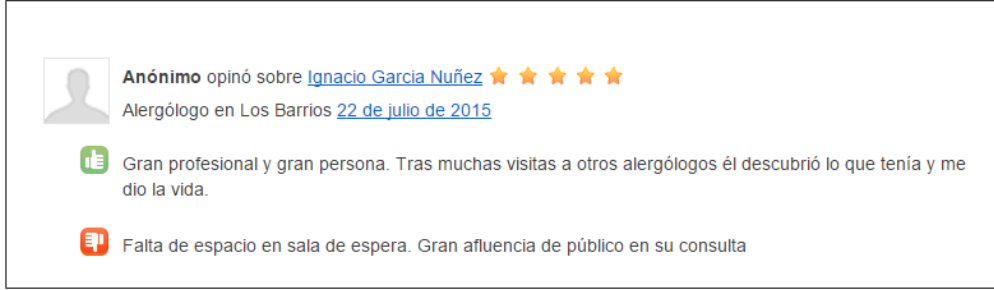 Anónimo opinó sobre Ignacio Garcia Nuñez
Alergólogo en Los Barrios 22 de julio de 2015
Gran profesional y gran persona. Tras muchas visitas a otros alergólogos él descubrió lo que tenía y me
dio la vida.
Falta de espacio en sala de espera. Gran afluencia de público en su consulta